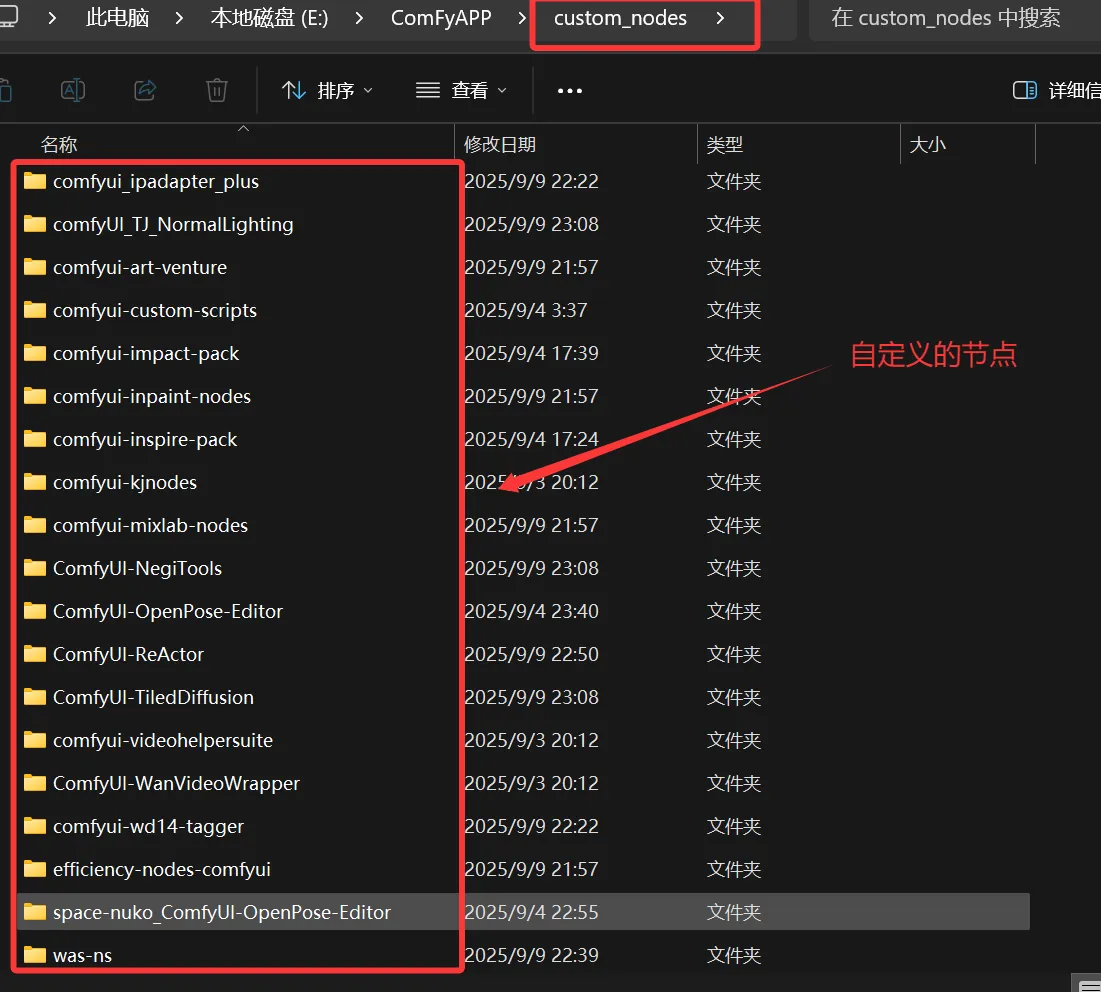 此电脑 > 本地磁盘 (E:) > ComFyAPP > custom_nodes > 在 custom_nodes 中搜索
排序 查看 ••• 详细信
名称 修改日期 类型 大小
comfyui_ipadapter_plus 2025/9/9 22:22 文件夹
comfyUI_TJ_NormalLighting 2025/9/9 23:08 文件夹
comfyui-art-venture 2025/9/9 21:57 文件夹
comfyui-custom-scripts 2025/9/4 3:37 文件夹
comfyui-impact-pack 2025/9/4 17:39 文件夹
自定义的节点
comfyui-inpaint-nodes 2025/9/9 21:57 文件夹
comfyui-inspire-pack 2025/9/4 17:24 文件夹
comfyui-kjnodes 2025/9/3 20:12 文件夹
comfyui-mixlab-nodes 2025/9/9 21:57 文件夹
ComfyUI-NegiTools 2025/9/9 23:08 文件夹
ComfyUI-OpenPose-Editor 2025/9/4 23:40 文件夹
ComfyUI-ReActor 2025/9/9 22:50 文件夹
ComfyUI-TiledDiffusion 2025/9/9 23:08 文件夹
comfyui-videohelpersuite 2025/9/3 20:12 文件夹
ComfyUI-WanVideoWrapper 2025/9/3 20:12 文件夹
comfyui-wd14-tagger 2025/9/9 22:22 文件夹
efficiency-nodes-comfyui 2025/9/9 21:57 文件夹
space-nuko_ComfyUI-OpenPose-Editor 2025/9/4 22:55 文件夹
was-ns 2025/9/9 22:39 文件夹